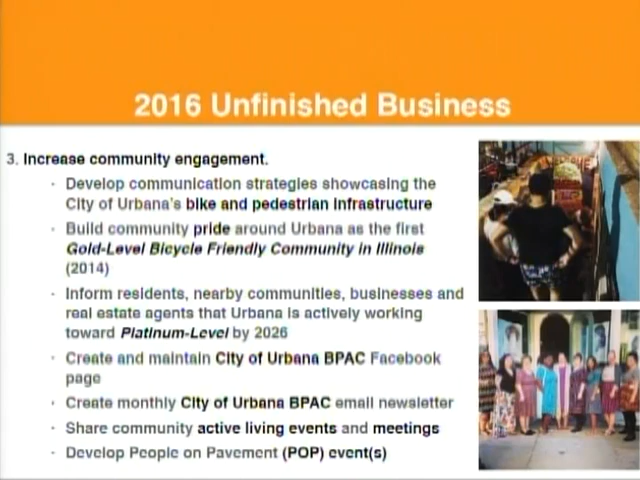 2016 Unfinished Business
3. Increase community engagement.
· Develop communication strategies showcasing the
City of Urbana's bike and pedestrian infrastructure
· Build community pride around Urbana as the first
Gold-Level Bicycle Friendly Community in Illinois
(2014)
· Inform residents, nearby communities, businesses and
real estate agents that Urbana is actively working
toward Platinum-Level by 2026
· Create and maintain City of Urbana BPAC Facebook
page
· Create monthly City of Urbana BPAC email newsletter
· Share community active living events and meetings
· Develop People on Pavement (POP) event(s)